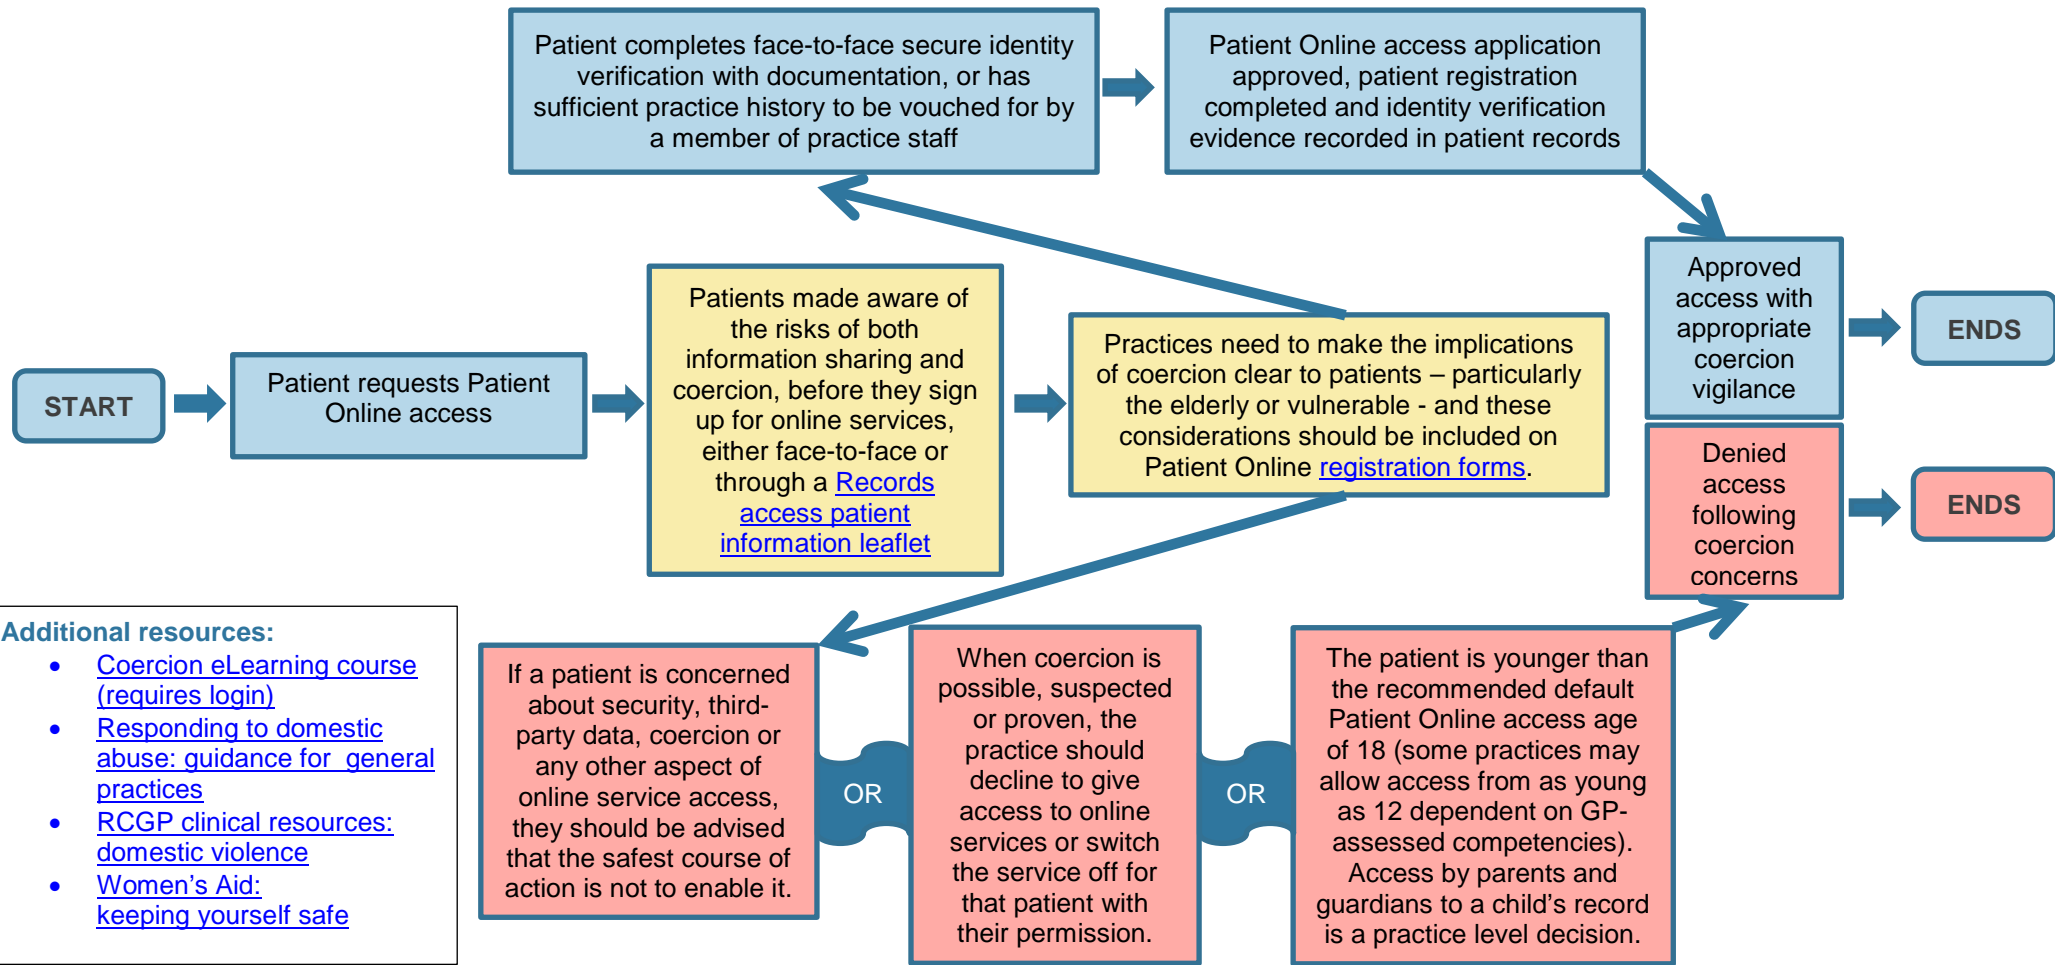 Patient completes face-to-face secure identity
verification with documentation, or has
sufficient practice history to be vouched for by
a member of practice staff
Patient Online access application
approved, patient registration
completed and identity verification
evidence recorded in patient records
START
Patient requests Patient
Online access
Patients made aware of
the risks of both
information sharing and
coercion, before they sign
up for online services,
either face-to-face or
through a Records
access patient
information leaflet
Practices need to make the implications
of coercion clear to patients – particularly
the elderly or vulnerable - and these
considerations should be included on
Patient Online registration forms.
Approved
access with
appropriate
coercion
vigilance
ENDS
Denied
access
following
coercion
concerns
ENDS
Additional resources:
• Coercion eLearning course
(requires login)
• Responding to domestic
abuse: guidance for general
practices
• RCGP clinical resources:
domestic violence
• Women's Aid:
keeping yourself safe
If a patient is concerned
about security, third-
party data, coercion or
any other aspect of
online service access,
they should be advised
that the safest course of
action is not to enable it.
OR
When coercion is
possible, suspected
or proven, the
practice should
decline to give
access to online
services or switch
the service off for
that patient with
their permission.
OR
The patient is younger than
the recommended default
Patient Online access age
of 18 (some practices may
allow access from as young
as 12 dependent on GP-
assessed competencies).
Access by parents and
guardians to a child's record
is a practice level decision.